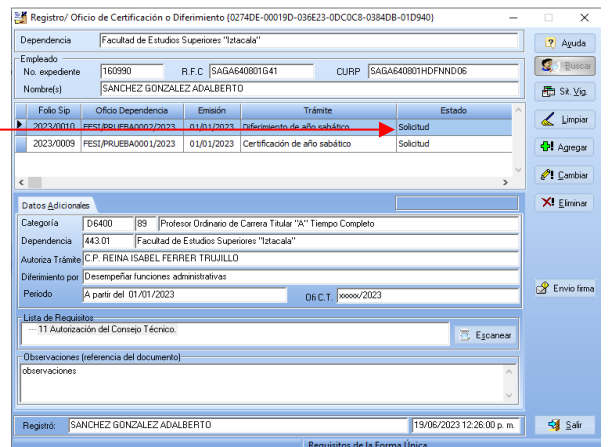 Registro/ Oficio de Certificación o Diferimiento {0274DE-00019D-036E23-0DC0C8-0384DB-01D940}
Dependencia Facultad de Estudios Superiores "Iztacala" Ayuda
Empleado
No. expediente 160990 R.F.C SAGA640801G41 CURP SAGA640801HDFNND06 Buscar
Nombre(s) SANCHEZ GONZALEZ ADALBERTO Sit. Vig.
Folio Sip Oficio Dependencia Emisión Trámite Estado Limpiar
2023/0010 FESI/PRUEBA0002/2023 01/01/2023 Diferimiento de año sabático Solicitud
2023/0009 FESI/PRUEBA0001/2023 01/01/2023 Certificación de año sabático Solicitud Agregar
Cambiar
Datos Adicionales Eliminar
Categoría D6400 89 Profesor Ordinario de Carrera Titular "A" Tiempo Completo
Dependencia 443.01 Facultad de Estudios Superiores "Iztacala"
Autoriza Trámite C.P. REINA ISABEL FERRER TRUJILLO
Diferimiento por Desempeñar funciones administrativas
Periodo A partir del 01/01/2023 Ofi C.T. xxxxx/2023 Envio firma
Lista de Requisitos
11 Autorización del Consejo Técnico. Escanear
Observaciones (referencia del documento)
observaciones
Registró: SANCHEZ GONZALEZ ADALBERTO 19/06/2023 12:26:00 p. m. Salir
Requisitos de la Forma Única